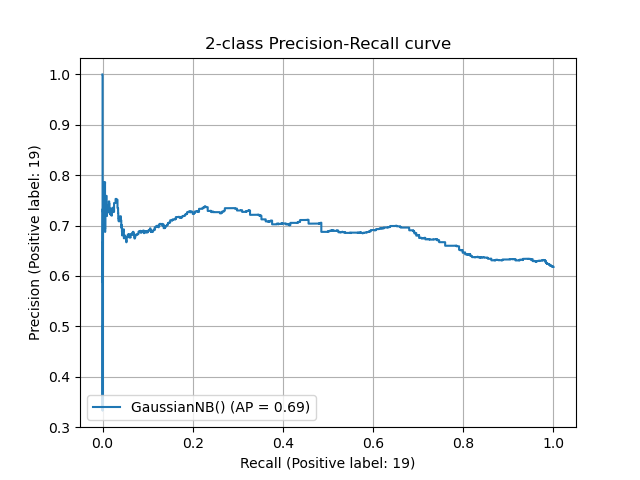 2-class Precision-Recall curve
1.0
0.9
0.8
0.7
0.6
0.5
0.4
0.3
Precision (Positive label: 19)
GaussianNB() (AP = 0.69)
0.0 0.2 0.4 0.6 0.8 1.0
Recall (Positive label: 19)